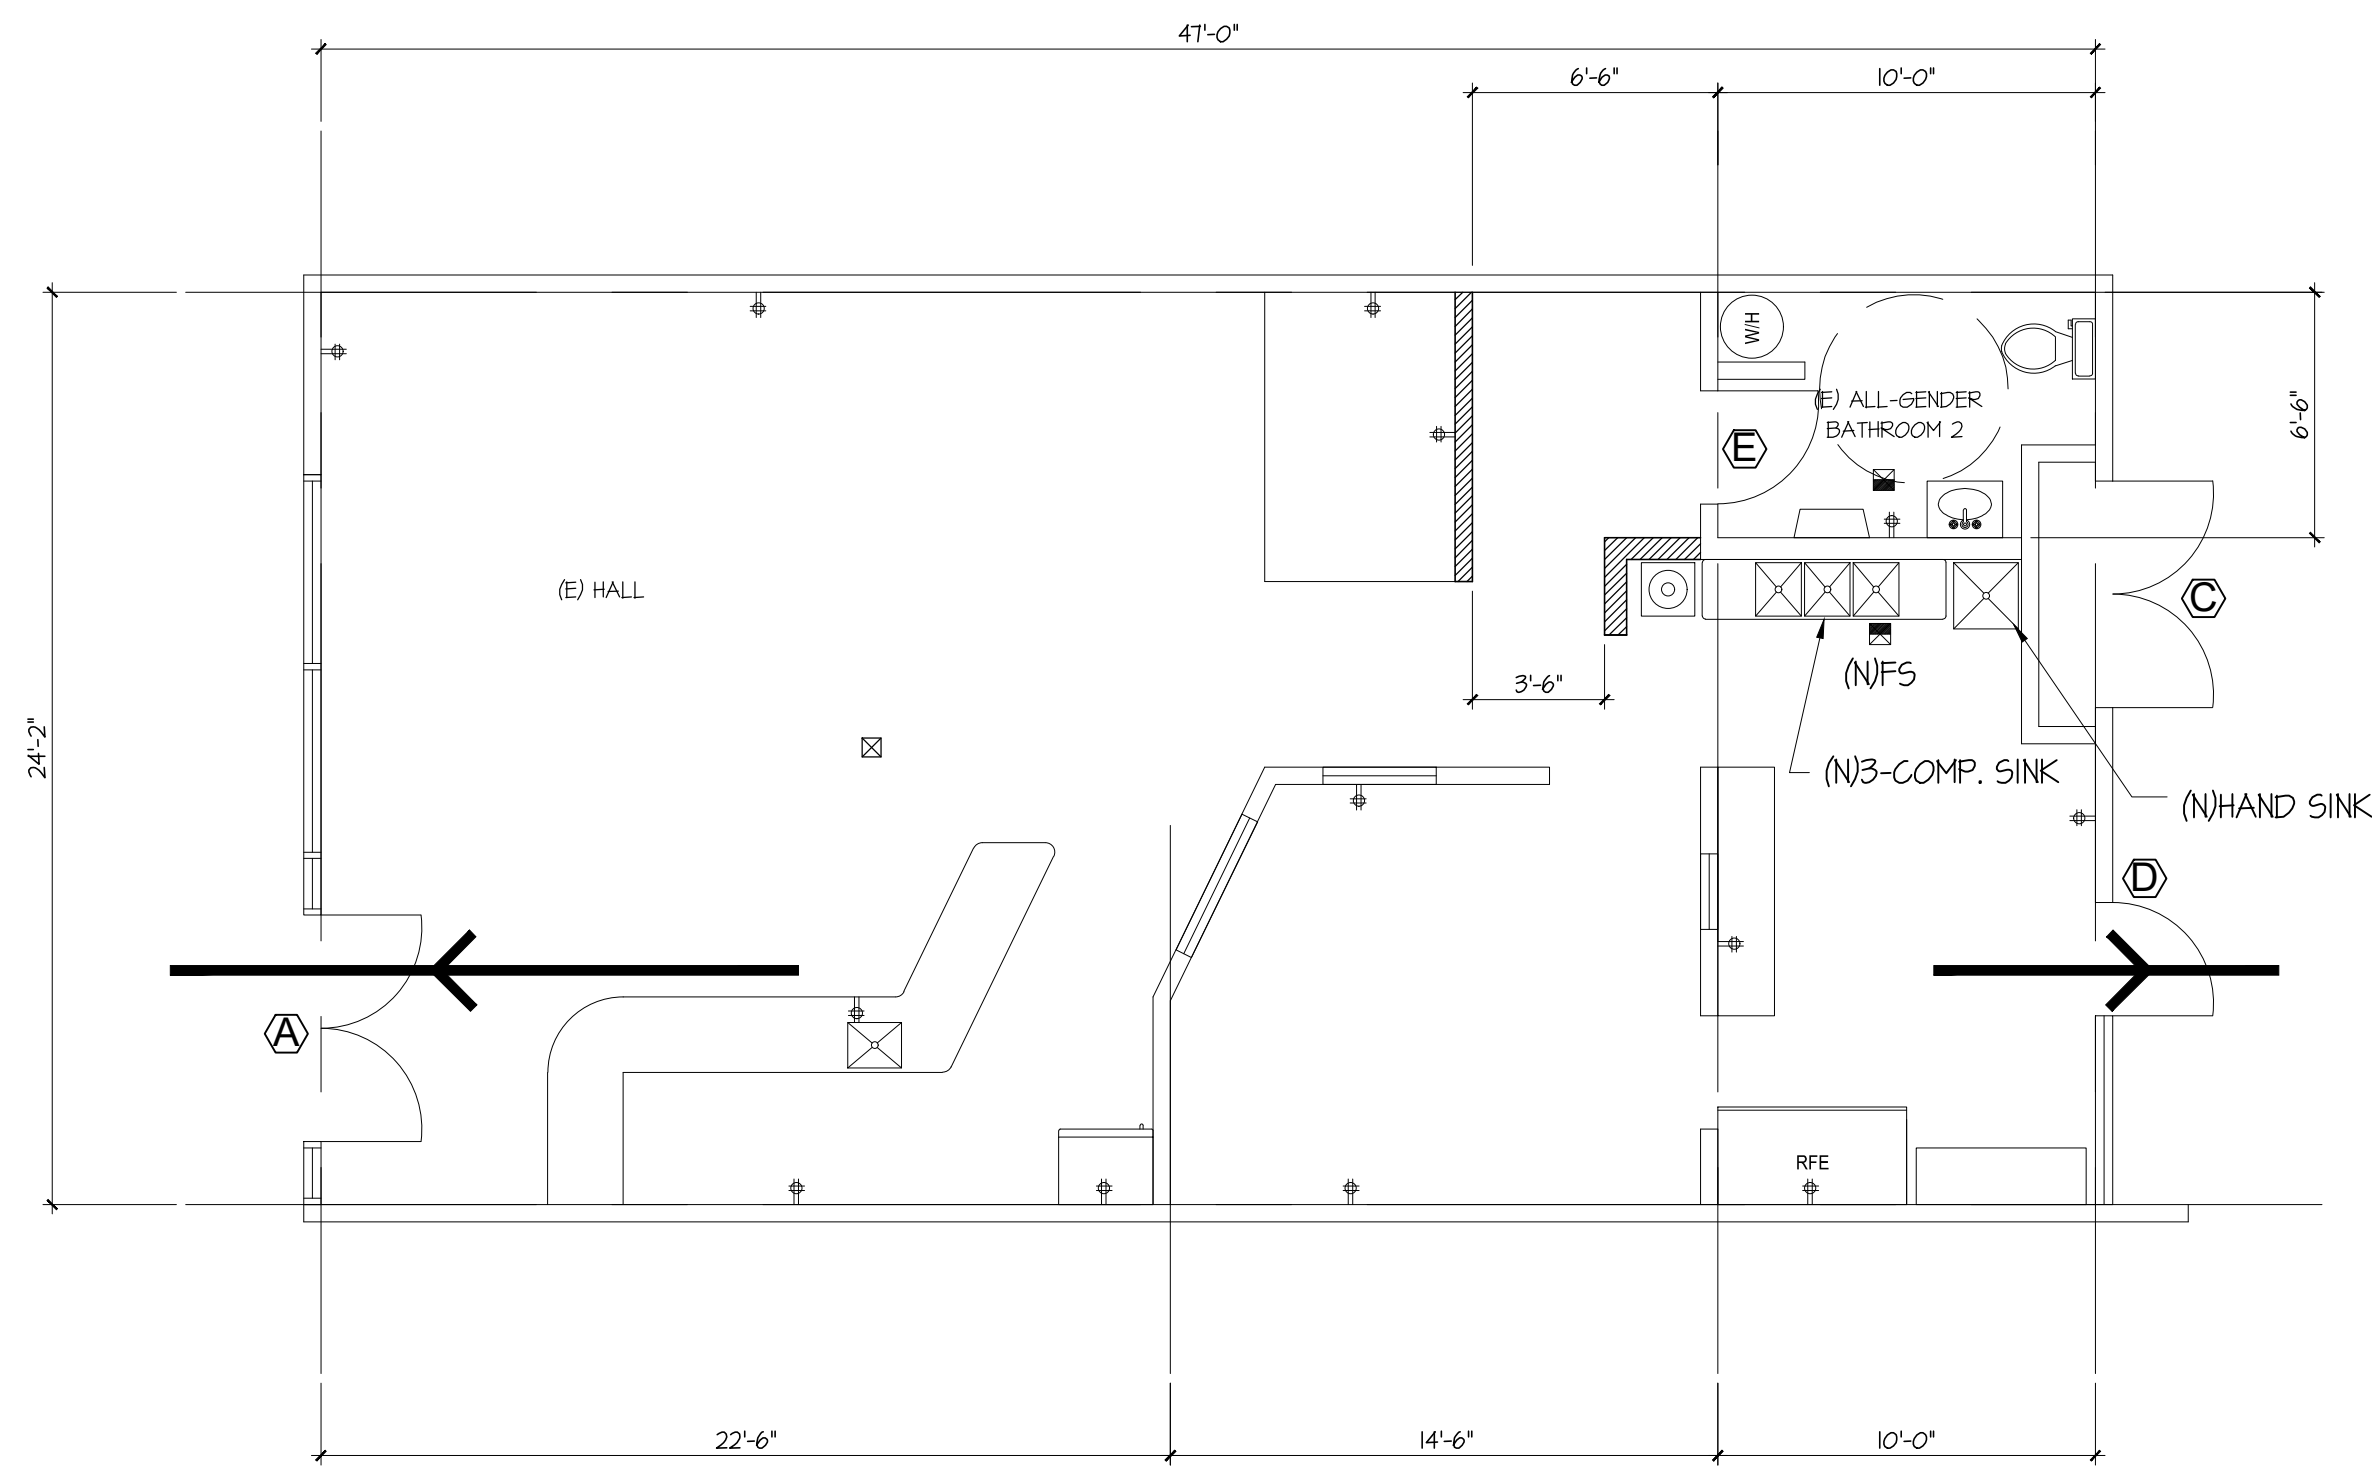 47'-0"
6'-6"
10'-0"
W/H
(E) ALL-GENDER
BATHROOM 2
6'-6"
E
(E) HALL
C
(N)FS
3'-6"
24'-2"
(N)3-COMP. SINK
(N)HAND SINK
D
A
RFE
22'-6"
14'-6"
10'-0"